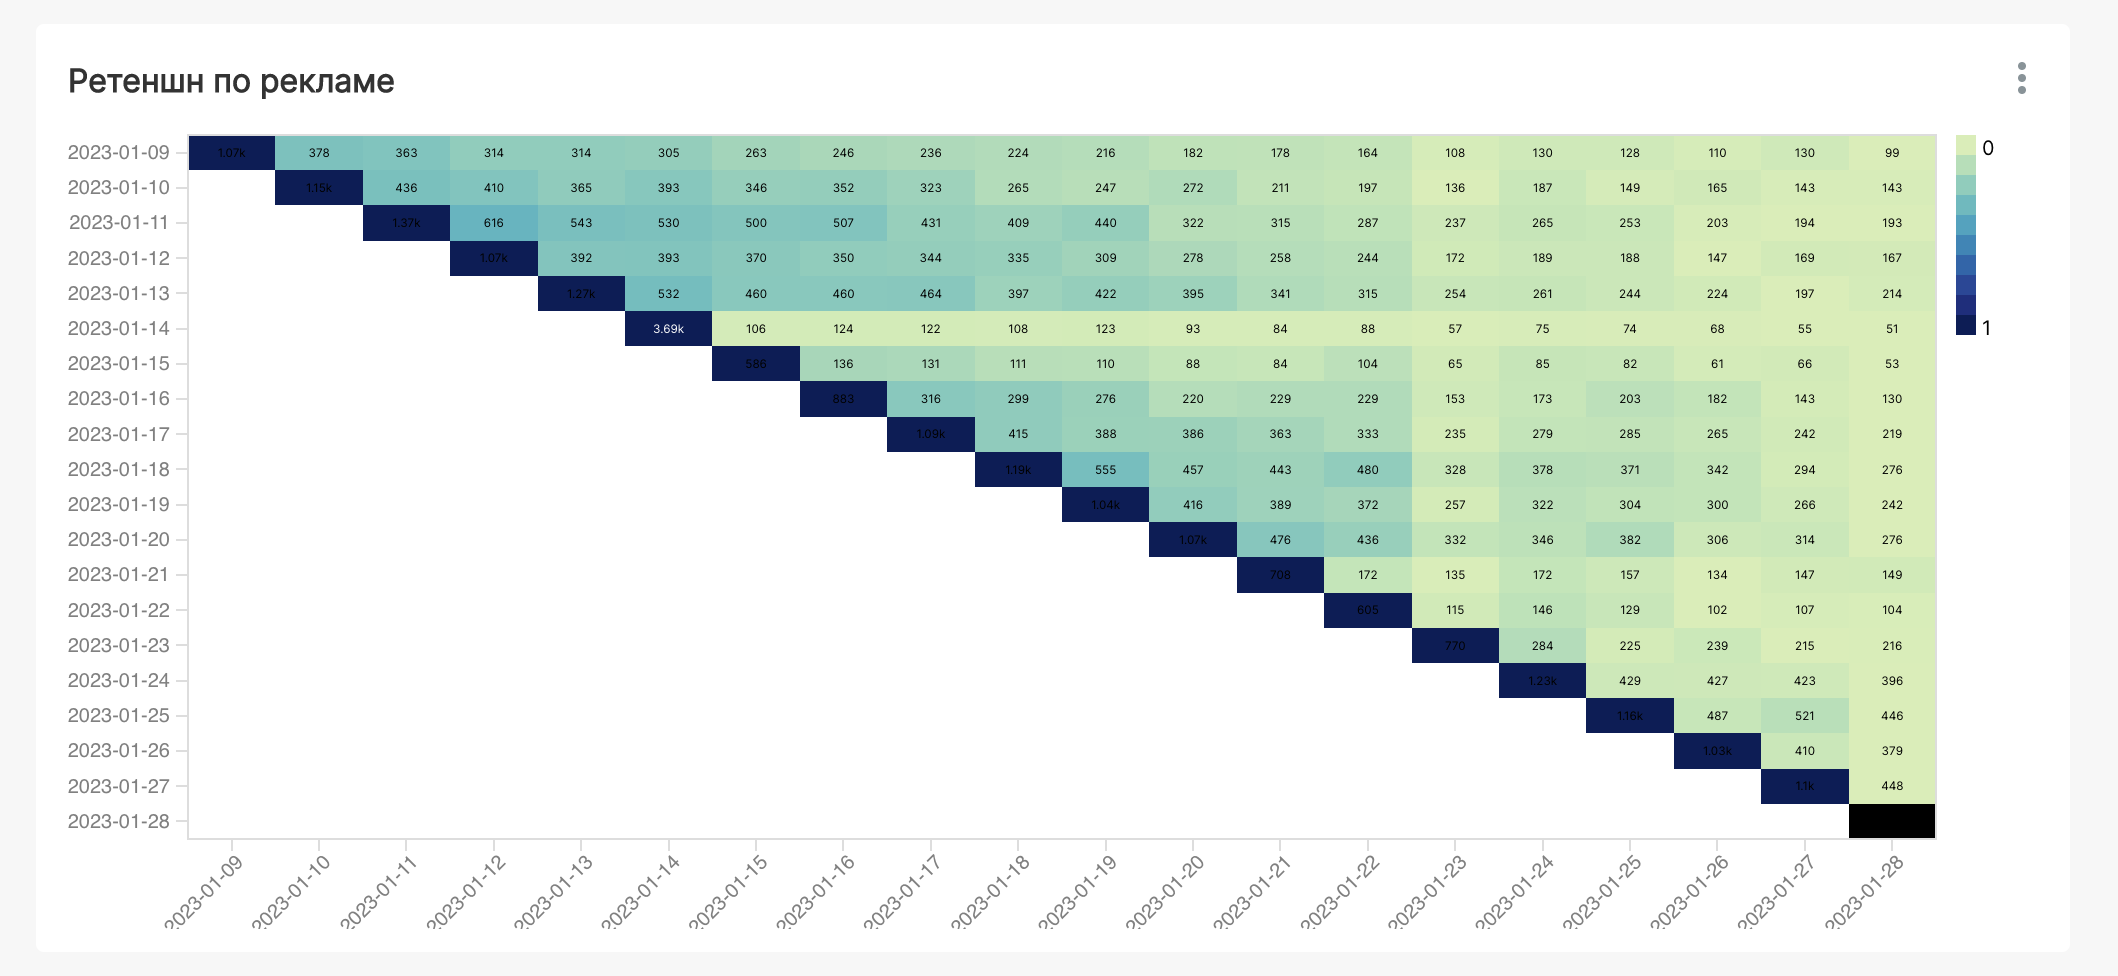 Ретеншн по рекламе
2023-01-09 1.07k 378 363 314 314 305 263 246 236 224 216 182 178 164 108 130 128 110 130 99
2023-01-10 1.15k 436 410 365 393 346 352 323 265 247 272 211 197 136 187 149 165 143 143
2023-01-11 1.37k 616 543 530 500 507 431 409 440 322 315 287 237 265 253 203 194 193
2023-01-12 1.07k 392 393 370 350 344 335 309 278 258 244 172 189 188 147 169 167
2023-01-13 1.27k 532 460 460 464 397 422 395 341 315 254 261 244 224 197 214
2023-01-14 3.69k 106 124 122 108 123 93 84 88 57 75 74 68 55 51
2023-01-15 586 136 131 111 110 88 84 104 65 85 82 61 66 53
2023-01-16 883 316 299 276 220 229 229 153 173 203 182 143 130
2023-01-17 1.09k 415 388 386 363 333 235 279 285 265 242 219
2023-01-18 1.19k 555 457 443 480 328 378 371 342 294 276
2023-01-19 1.04k 416 389 372 257 322 304 300 266 242
2023-01-20 1.07k 476 436 332 346 382 306 314 276
2023-01-21 708 172 135 172 157 134 147 149
2023-01-22 605 115 146 129 102 107 104
2023-01-23 770 284 225 239 215 216
2023-01-24 1.23k 429 427 423 396
2023-01-25 1.16k 487 521 446
2023-01-26 1.03k 410 379
2023-01-27 1.1k 448
2023-01-28
2023-01-09 2023-01-10 2023-01-11 2023-01-12 2023-01-13 2023-01-14 2023-01-15 2023-01-16 2023-01-17 2023-01-18 2023-01-19 2023-01-20 2023-01-21 2023-01-22 2023-01-23 2023-01-24 2023-01-25 2023-01-26 2023-01-27 2023-01-28
0
1